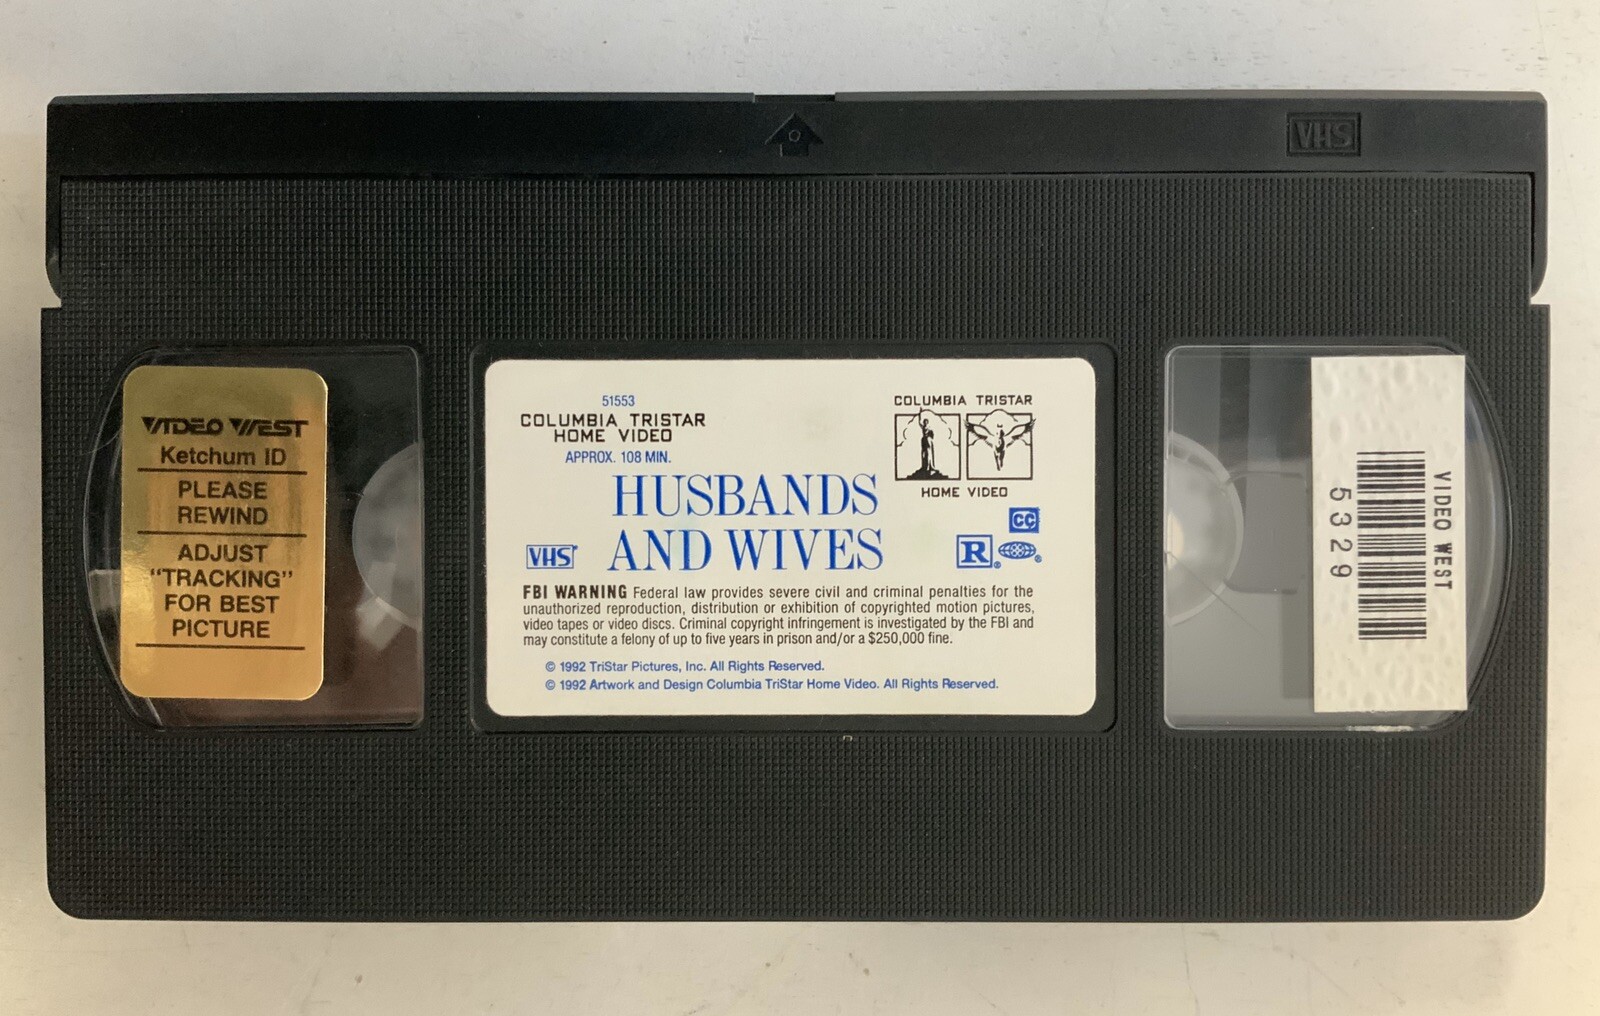 VHS
VIDEO WEST
Ketchum ID
PLEASE
REWIND
ADJUST
"TRACKING"
FOR BEST
PICTURE
51553
COLUMBIA TRISTAR
HOME VIDEO
APPROX. 108 MIN.
COLUMBIA TRISTAR
HOME VIDEO
HUSBANDS
AND WIVES
VHS
CC
R®
®
FBI WARNING Federal law provides severe civil and criminal penalties for the
unauthorized reproduction, distribution or exhibition of copyrighted motion pictures,
video tapes or video discs. Criminal copyright infringement is investigated by the FBI and
may constitute a felony of up to five years in prison and/or a $250,000 fine.
© 1992 TriStar Pictures, Inc. All Rights Reserved.
© 1992 Artwork and Design Columbia TriStar Home Video. All Rights Reserved.
VIDEO WEST
5329